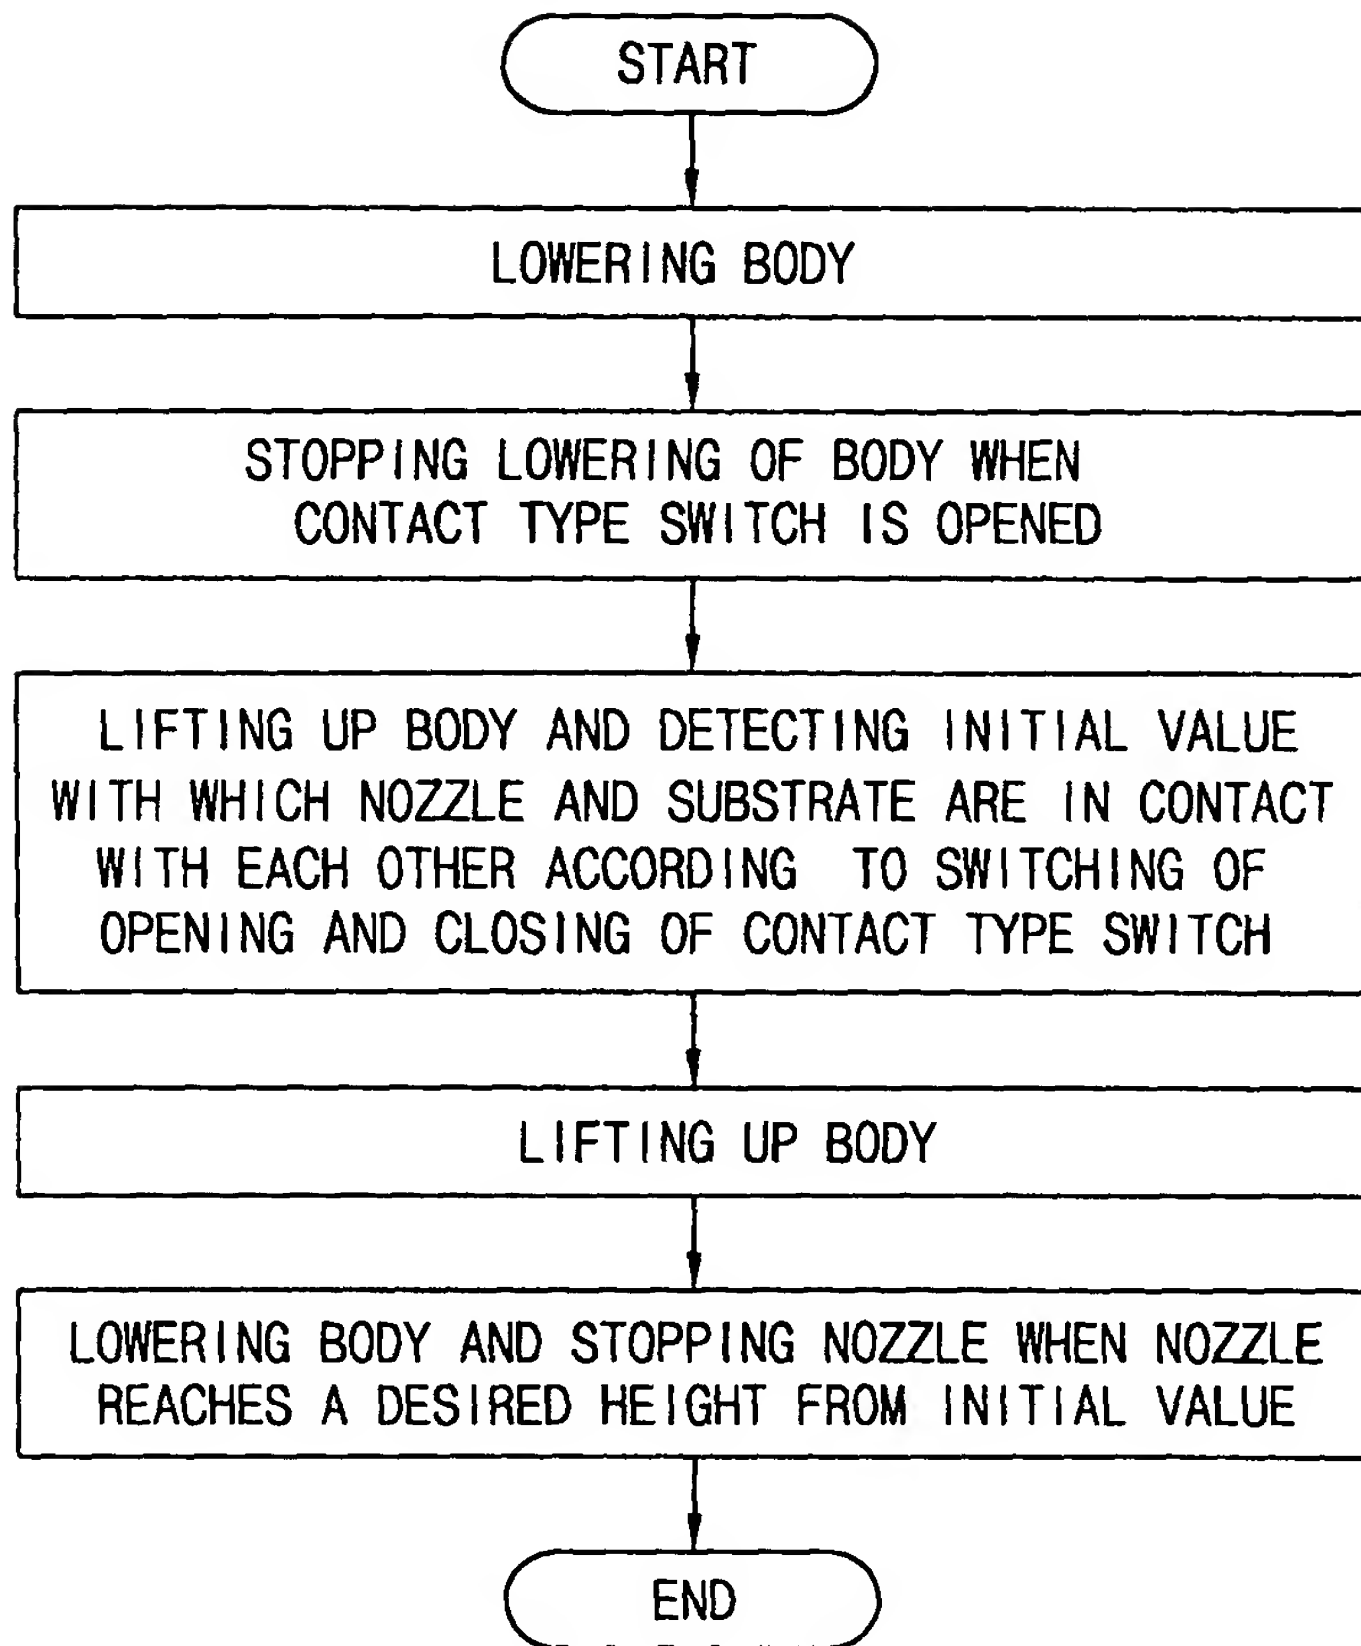 START
LOWERING BODY
STOPPING LOWERING OF BODY WHEN
CONTACT TYPE SWITCH IS OPENED
LIFTING UP BODY AND DETECTING INITIAL VALUE
WITH WHICH NOZZLE AND SUBSTRATE ARE IN CONTACT
WITH EACH OTHER ACCORDING TO SWITCHING OF
OPENING AND CLOSING OF CONTACT TYPE SWITCH
LIFTING UP BODY
LOWERING BODY AND STOPPING NOZZLE WHEN NOZZLE
REACHES A DESIRED HEIGHT FROM INITIAL VALUE
END